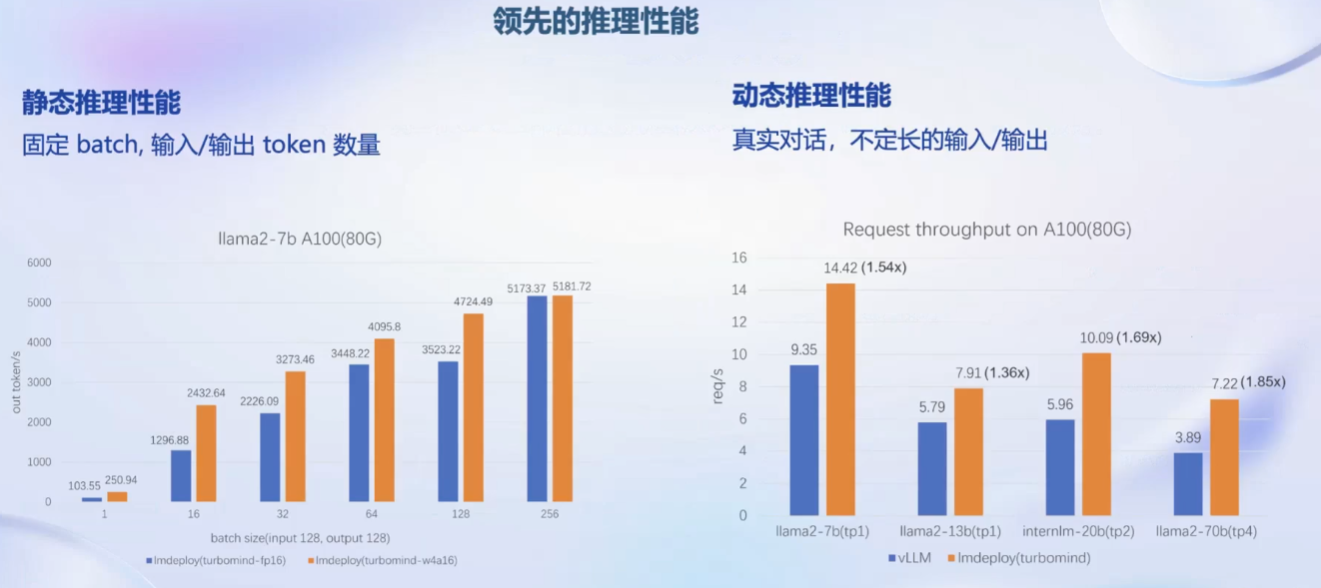 领先的推理性能
静态推理性能
固定 batch, 输入/输出 token 数量
llama2-7b A100(80G)
out token/s
6000
5000
4000
3000
2000
1000
0
103.55 250.94
1296.88 2432.64
2226.09 3273.46
3448.22 4095.8
3523.22 4724.49
5173.37 5181.72
1 16 32 64 128 256
batch size(input 128, output 128)
lmdeploy(turbomind-fp16) lmdeploy(turbomind-w4a16)
动态推理性能
真实对话，不定长的输入/输出
Request throughput on A100(80G)
req/s
16
14
12
10
8
6
4
2
0
9.35 14.42 (1.54x)
5.79 7.91 (1.36x)
5.96 10.09 (1.69x)
3.89 7.22 (1.85x)
llama2-7b(tp1) llama2-13b(tp1) internlm-20b(tp2) llama2-70b(tp4)
vLLM lmdeploy(turbomind)